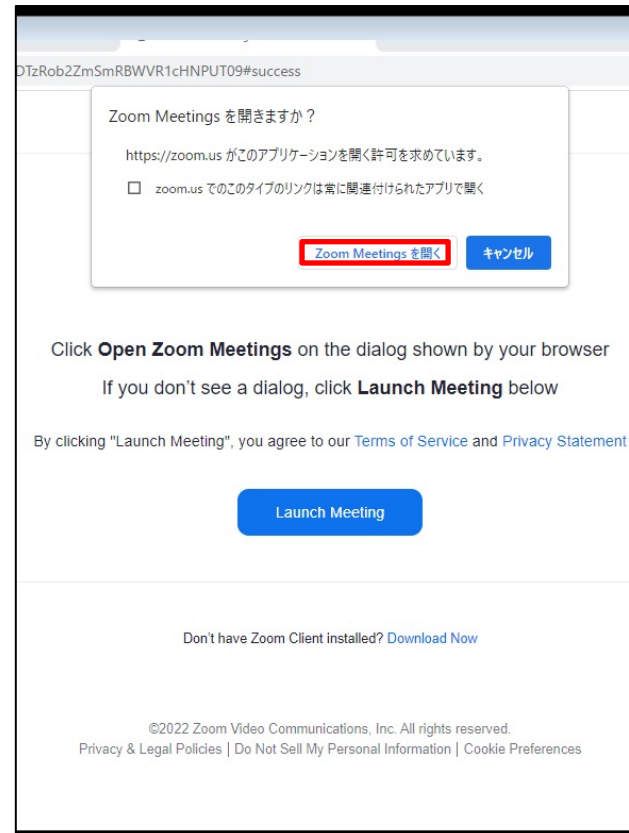 DTzRob2ZmSmRBWVR1cHNPUT09#success
Zoom Meetings を開きますか？
https://zoom.us がこのアプリケーションを開く許可を求めています。
zoom.us でのこのタイプのリンクは常に関連付けられたアプリで開く
Zoom Meetings を開く キャンセル
Click Open Zoom Meetings on the dialog shown by your browser
If you don't see a dialog, click Launch Meeting below
By clicking "Launch Meeting", you agree to our Terms of Service and Privacy Statement
Launch Meeting
Don't have Zoom Client installed? Download Now
©2022 Zoom Video Communications, Inc. All rights reserved.
Privacy & Legal Policies | Do Not Sell My Personal Information | Cookie Preferences